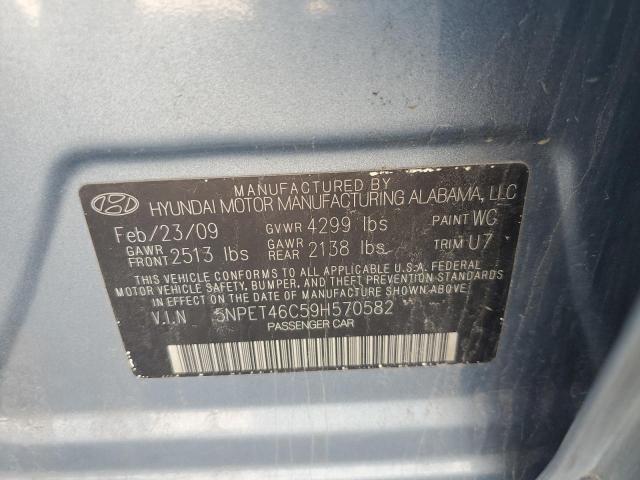 MANUFACTURED BY
HYUNDAI MOTOR MANUFACTURING ALABAMA, LLC
Feb/23/09 GVWR 4299 lbs PAINT WC
GAWR FRONT 2513 lbs GAWR REAR 2138 lbs TRIM U7
THIS VEHICLE CONFORMS TO ALL APPLICABLE U.S.A. FEDERAL
MOTOR VEHICLE SAFETY, BUMPER, AND THEFT PREVENTION STANDARDS
IN EFFECT ON THE DATE OF MANUFACTURE SHOWN ABOVE.
V.I.N 5NPET46C59H570582
PASSENGER CAR